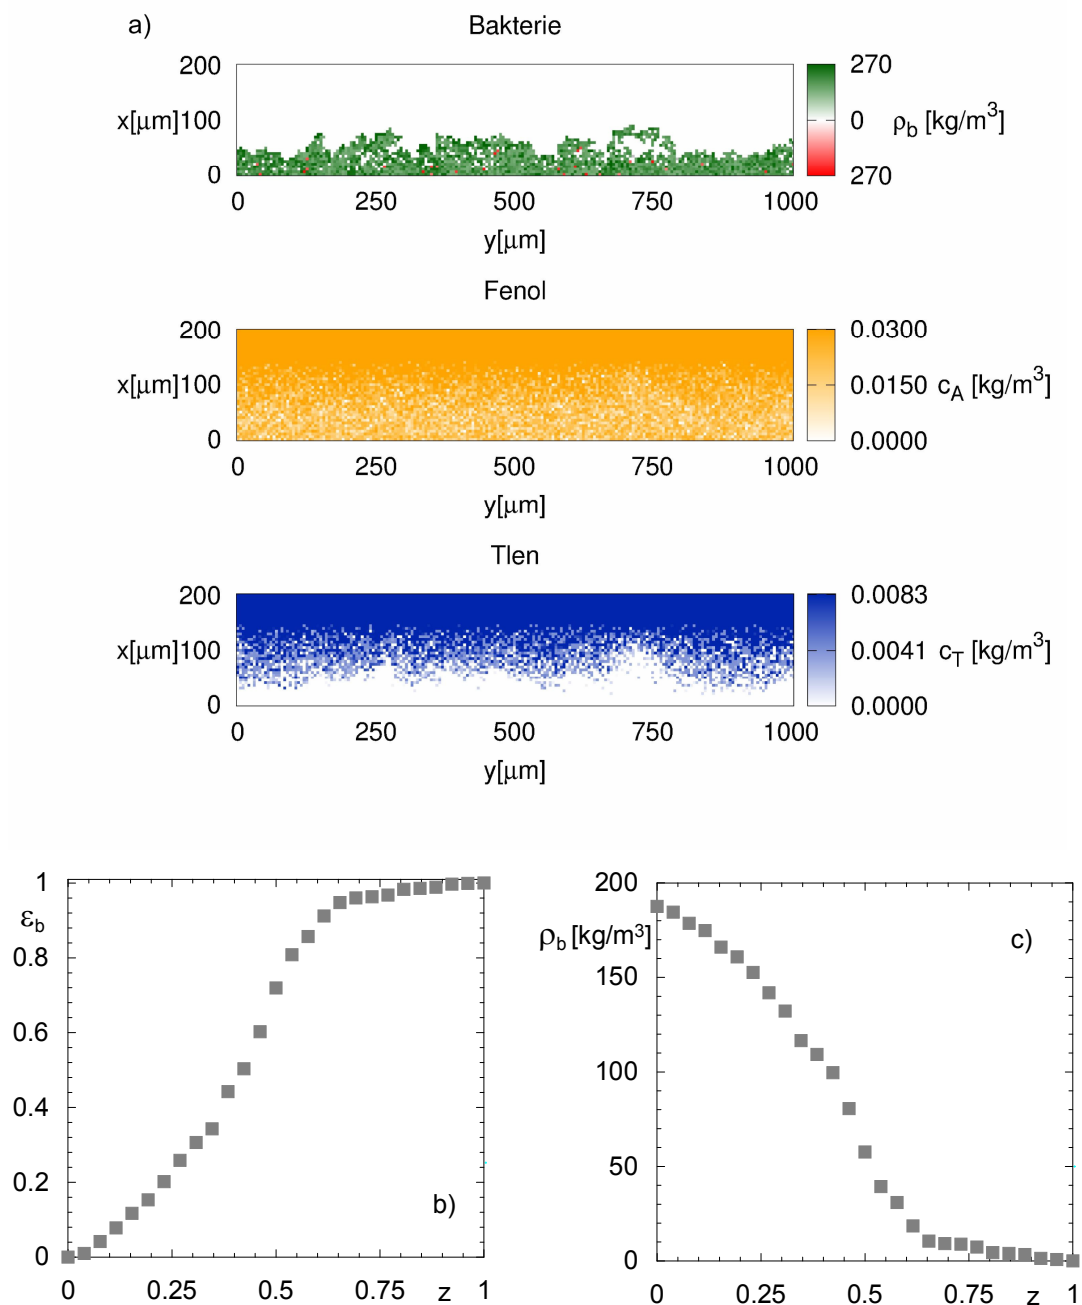 a)
Bakterie
200
x[μm]100
0
0 250 500 750 1000
y[μm]
270
0 ρb [kg/m³]
270
Fenol
200
x[μm]100
0
0 250 500 750 1000
y[μm]
0.0300
0.0150 cA [kg/m³]
0.0000
Tlen
200
x[μm]100
0
0 250 500 750 1000
y[μm]
0.0083
0.0041 cT [kg/m³]
0.0000
1
εb
0.8
0.6
0.4
0.2
0
b)
0 0.25 0.5 0.75 z 1
200
ρb [kg/m³]
150
100
50
0
c)
0 0.25 0.5 0.75 z 1